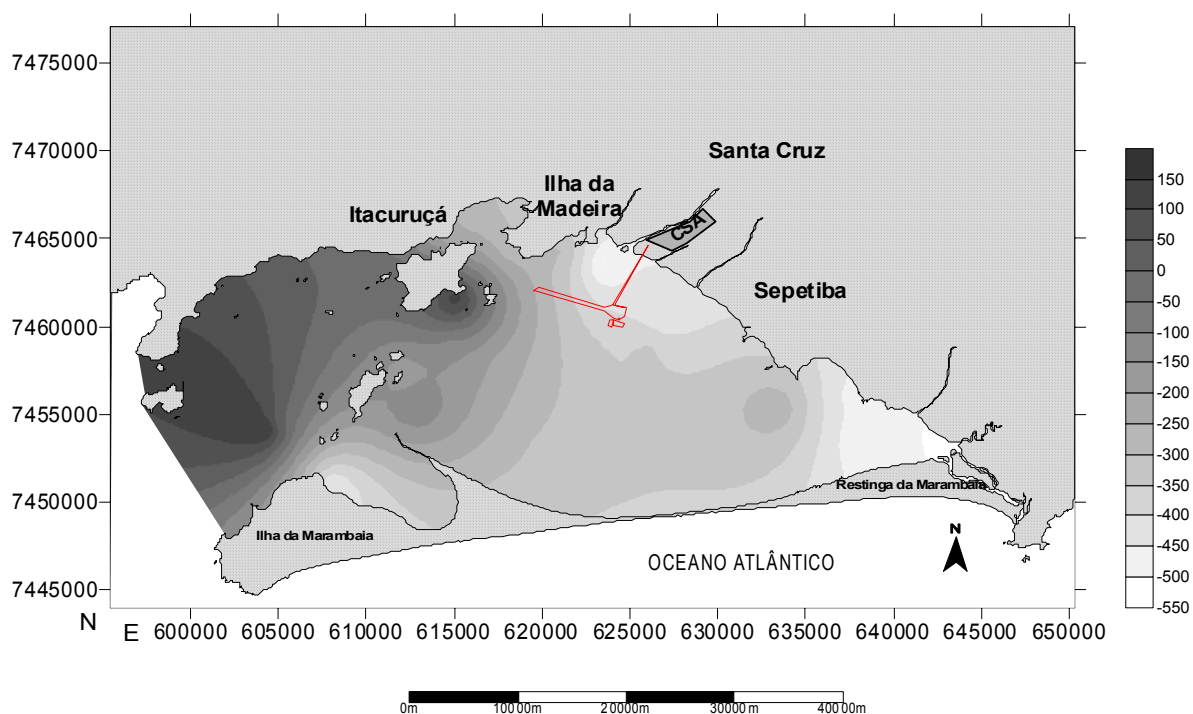 7475000
7470000
7465000
7460000
7455000
7450000
7445000
N
E
600000 605000 610000 615000 620000 625000 630000 635000 640000 645000 650000
Santa Cruz
Ilha da
Madeira
Itacuruçá
CSA
Sepetiba
Restinga da Marambaia
Ilha da Marambaia
N
OCEANO ATLÂNTICO
150
100
50
0
-50
-100
-150
-200
-250
-300
-350
-400
-450
-500
-550
0m 10000m 20000m 30000m 40000m